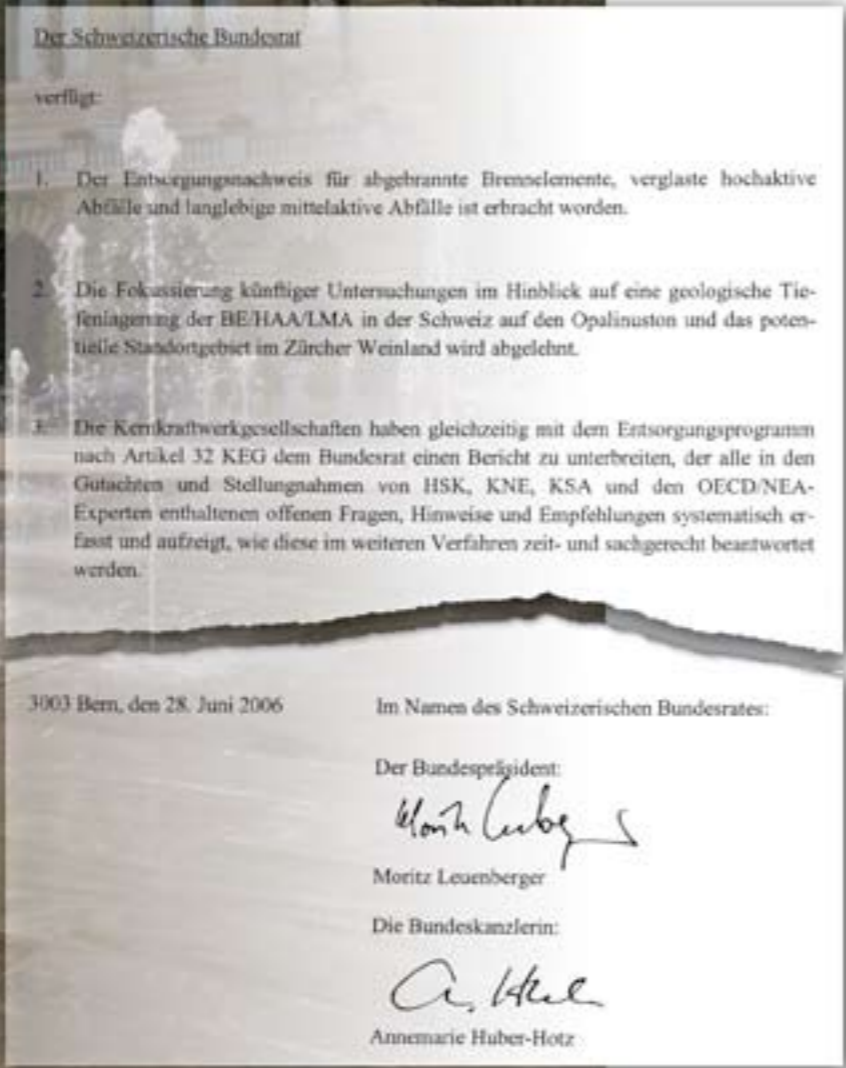 Der Schweizerische Bundesrat
verfügt:
1. Der Entsorgungsnachweis für abgebrannte Brennelemente, verglaste hochaktive
Abfälle und langlebige mittelaktive Abfälle ist erbracht worden.
2. Die Fokussierung künftiger Untersuchungen im Hinblick auf eine geologische Tie-
fenlagerung der BE/HAA/LMA in der Schweiz auf den Opalinuston und das poten-
tielle Standortgebiet im Zürcher Weinland wird abgelehnt.
3. Die Kernkraftwerkgesellschaften haben gleichzeitig mit dem Entsorgungsprogramm
nach Artikel 32 KEG dem Bundesrat einen Bericht zu unterbreiten, der alle in den
Gutachten und Stellungnahmen von HSK, KNE, KSA und den OECD/NEA-
Experten enthaltenen offenen Fragen, Hinweise und Empfehlungen systematisch er-
fasst und aufzeigt, wie diese im weiteren Verfahren zeit- und sachgerecht beantwortet
werden.
3003 Bern, den 28. Juni 2006
Im Namen des Schweizerischen Bundesrates:
Der Bundespräsident:
Moritz Leuenberger
Die Bundeskanzlerin:
Annemarie Huber-Hotz